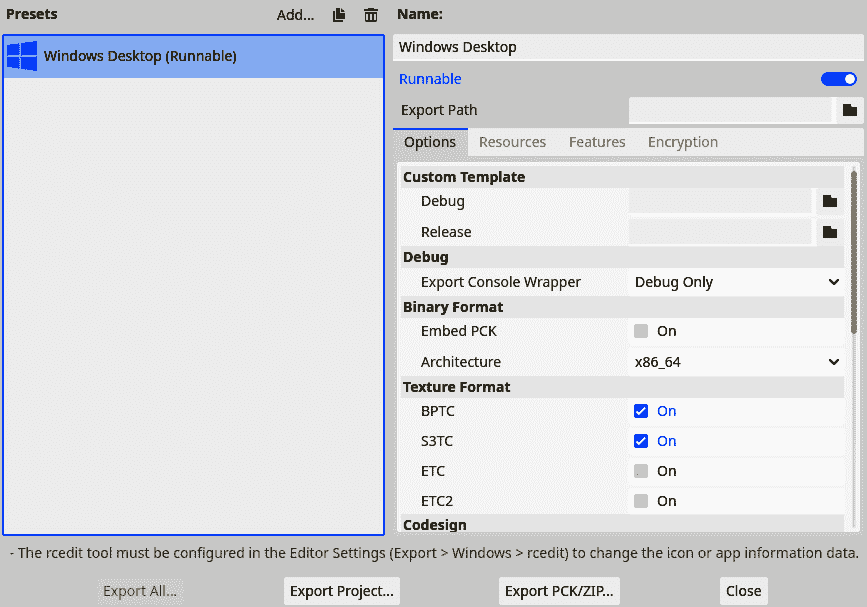 Presets
Add...
Name:
Windows Desktop (Runnable)
Windows Desktop
Runnable
Export Path
Options Resources Features Encryption
Custom Template
Debug
Release
Debug
Export Console Wrapper Debug Only
Binary Format
Embed PCK On
Architecture x86_64
Texture Format
BPTC On
S3TC On
ETC On
ETC2 On
Codesign
- The rcedit tool must be configured in the Editor Settings (Export > Windows > rcedit) to change the icon or app information data.
Export All... Export Project... Export PCK/ZIP... Close